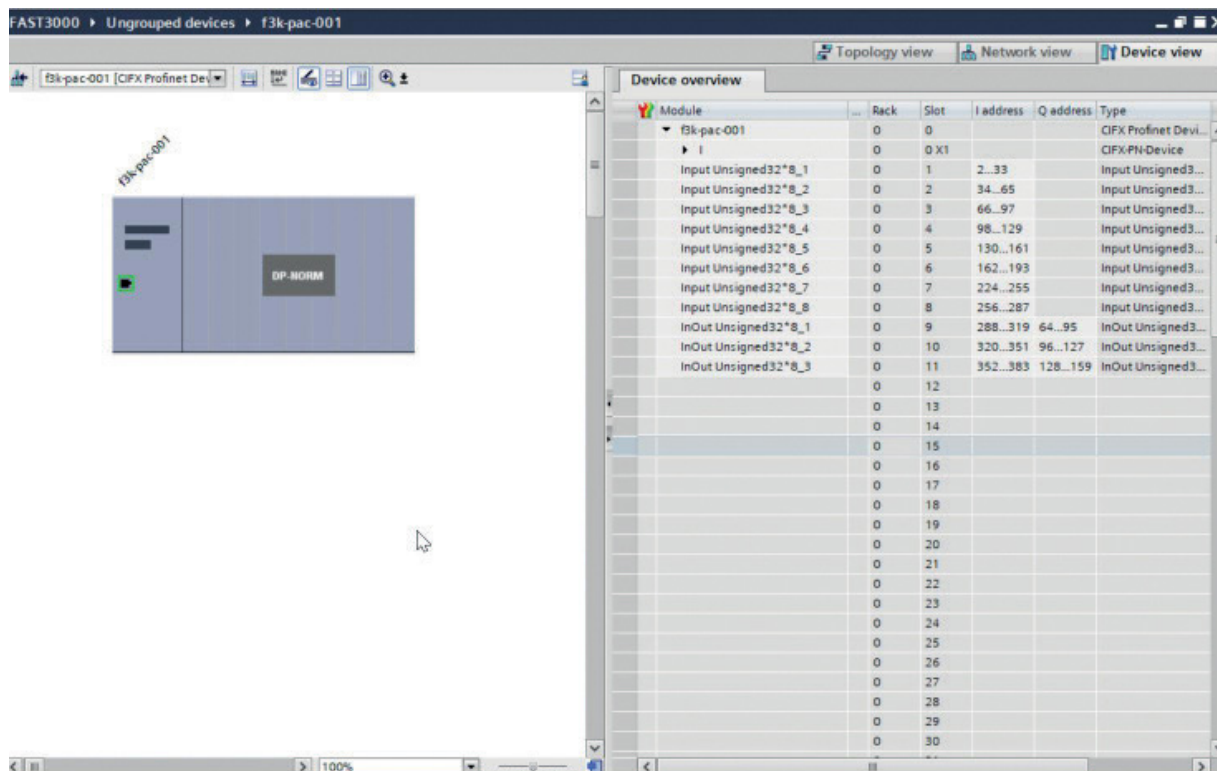 FAST3000 ▸ Ungrouped devices ▸ f3k-pac-001
Topology view Network view Device view
f3k-pac-001 [CIFX Profinet Dev
f3k-pac-001
DP-NORM
100%
Device overview
Module ... Rack Slot I address Q address Type
f3k-pac-001 0 0 CIFX Profinet Devi...
I 0 0 X1 CIFX-PN-Device
Input Unsigned32*8_1 0 1 2...33 Input Unsigned3...
Input Unsigned32*8_2 0 2 34...65 Input Unsigned3...
Input Unsigned32*8_3 0 3 66...97 Input Unsigned3...
Input Unsigned32*8_4 0 4 98...129 Input Unsigned3...
Input Unsigned32*8_5 0 5 130...161 Input Unsigned3...
Input Unsigned32*8_6 0 6 162...193 Input Unsigned3...
Input Unsigned32*8_7 0 7 224...255 Input Unsigned3...
Input Unsigned32*8_8 0 8 256...287 Input Unsigned3...
InOut Unsigned32*8_1 0 9 288...319 64...95 InOut Unsigned3...
InOut Unsigned32*8_2 0 10 320...351 96...127 InOut Unsigned3...
InOut Unsigned32*8_3 0 11 352...383 128...159 InOut Unsigned3...
0 12
0 13
0 14
0 15
0 16
0 17
0 18
0 19
0 20
0 21
0 22
0 23
0 24
0 25
0 26
0 27
0 28
0 29
0 30